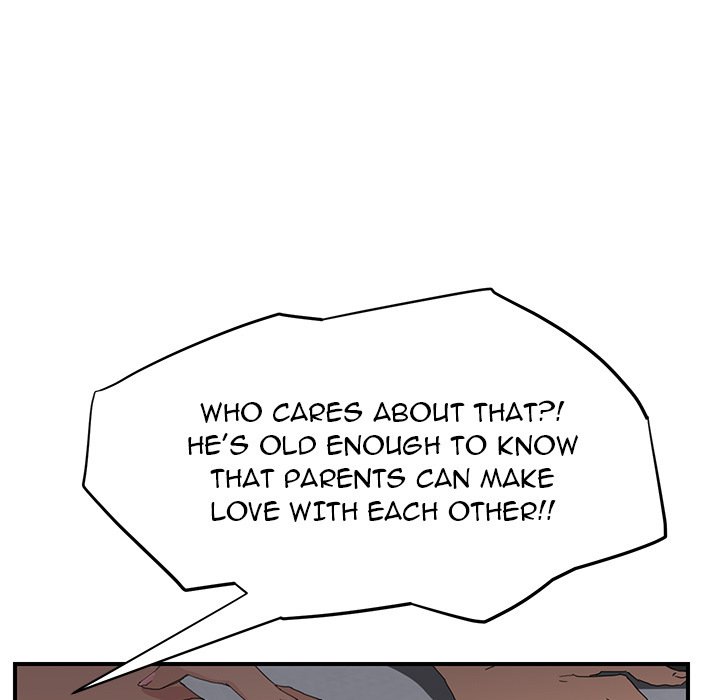 WHO CARES ABOUT THAT?!
HE'S OLD ENOUGH TO KNOW
THAT PARENTS CAN MAKE
LOVE WITH EACH OTHER!!